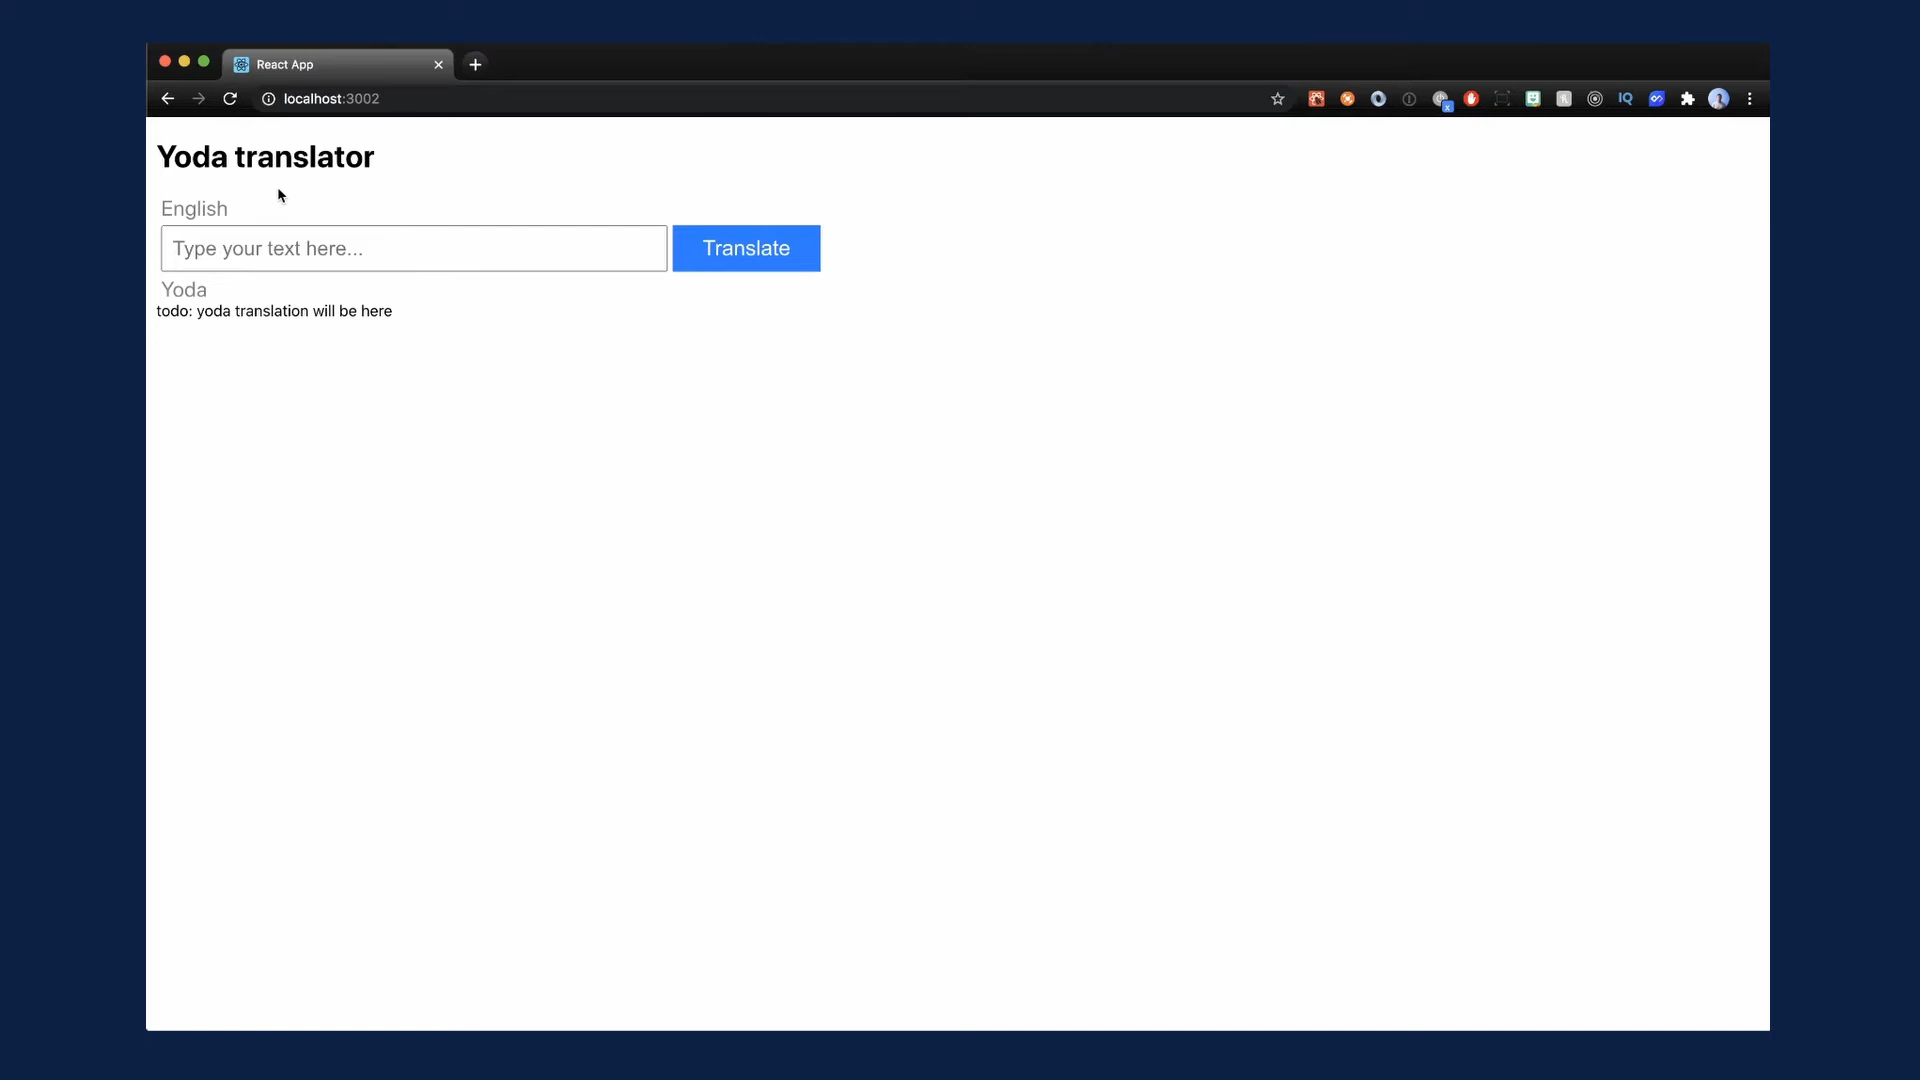 React App
localhost:3002
IQ
Yoda translator
English
Type your text here...
Translate
Yoda
todo: yoda translation will be here